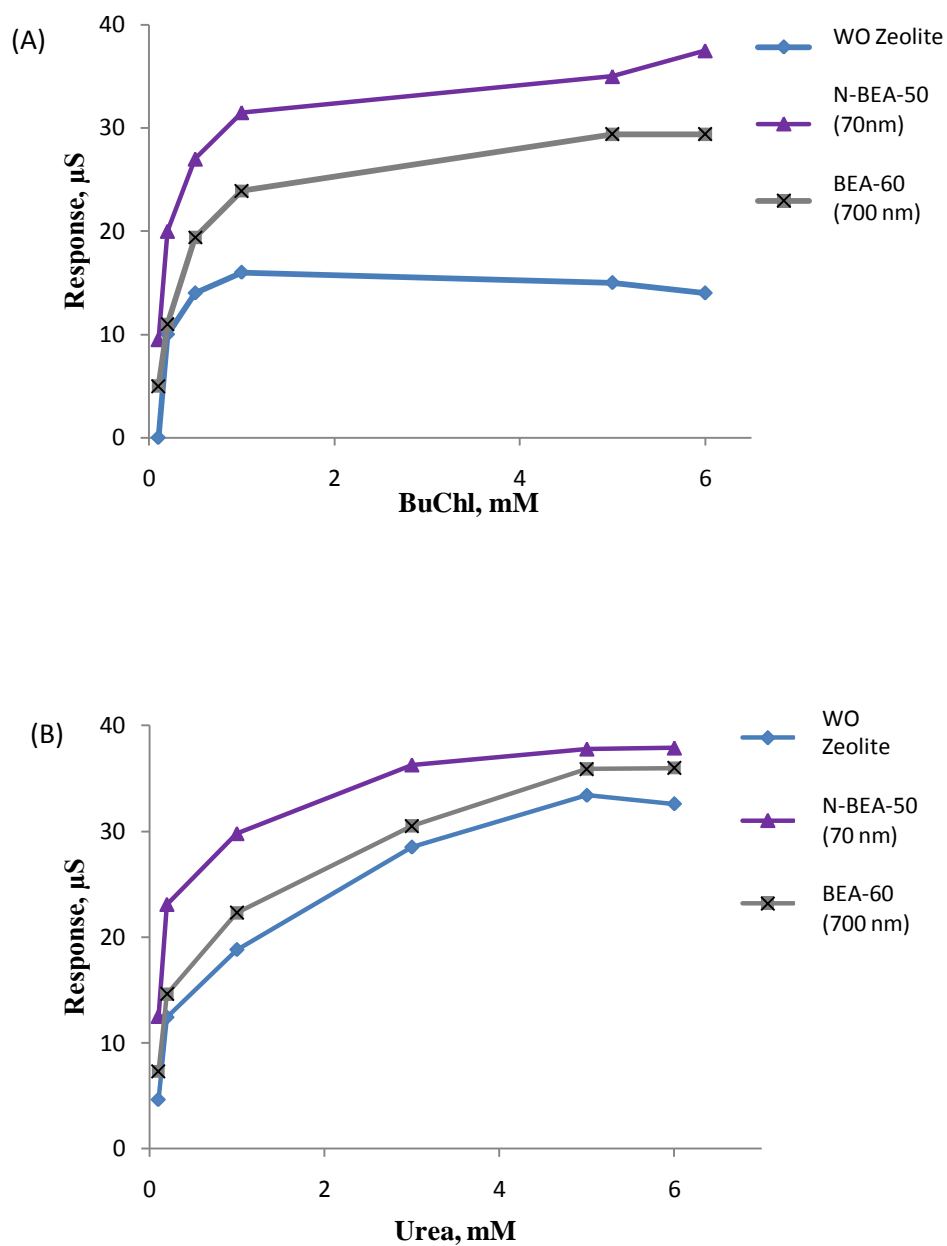 (A)
40
30
20
10
0
0 2 4 6
Response, µS
BuChl, mM
WO Zeolite
N-BEA-50
(70nm)
BEA-60
(700 nm)
(B)
40
30
20
10
0
0 2 4 6
Response, µS
Urea, mM
WO
Zeolite
N-BEA-50
(70 nm)
BEA-60
(700 nm)